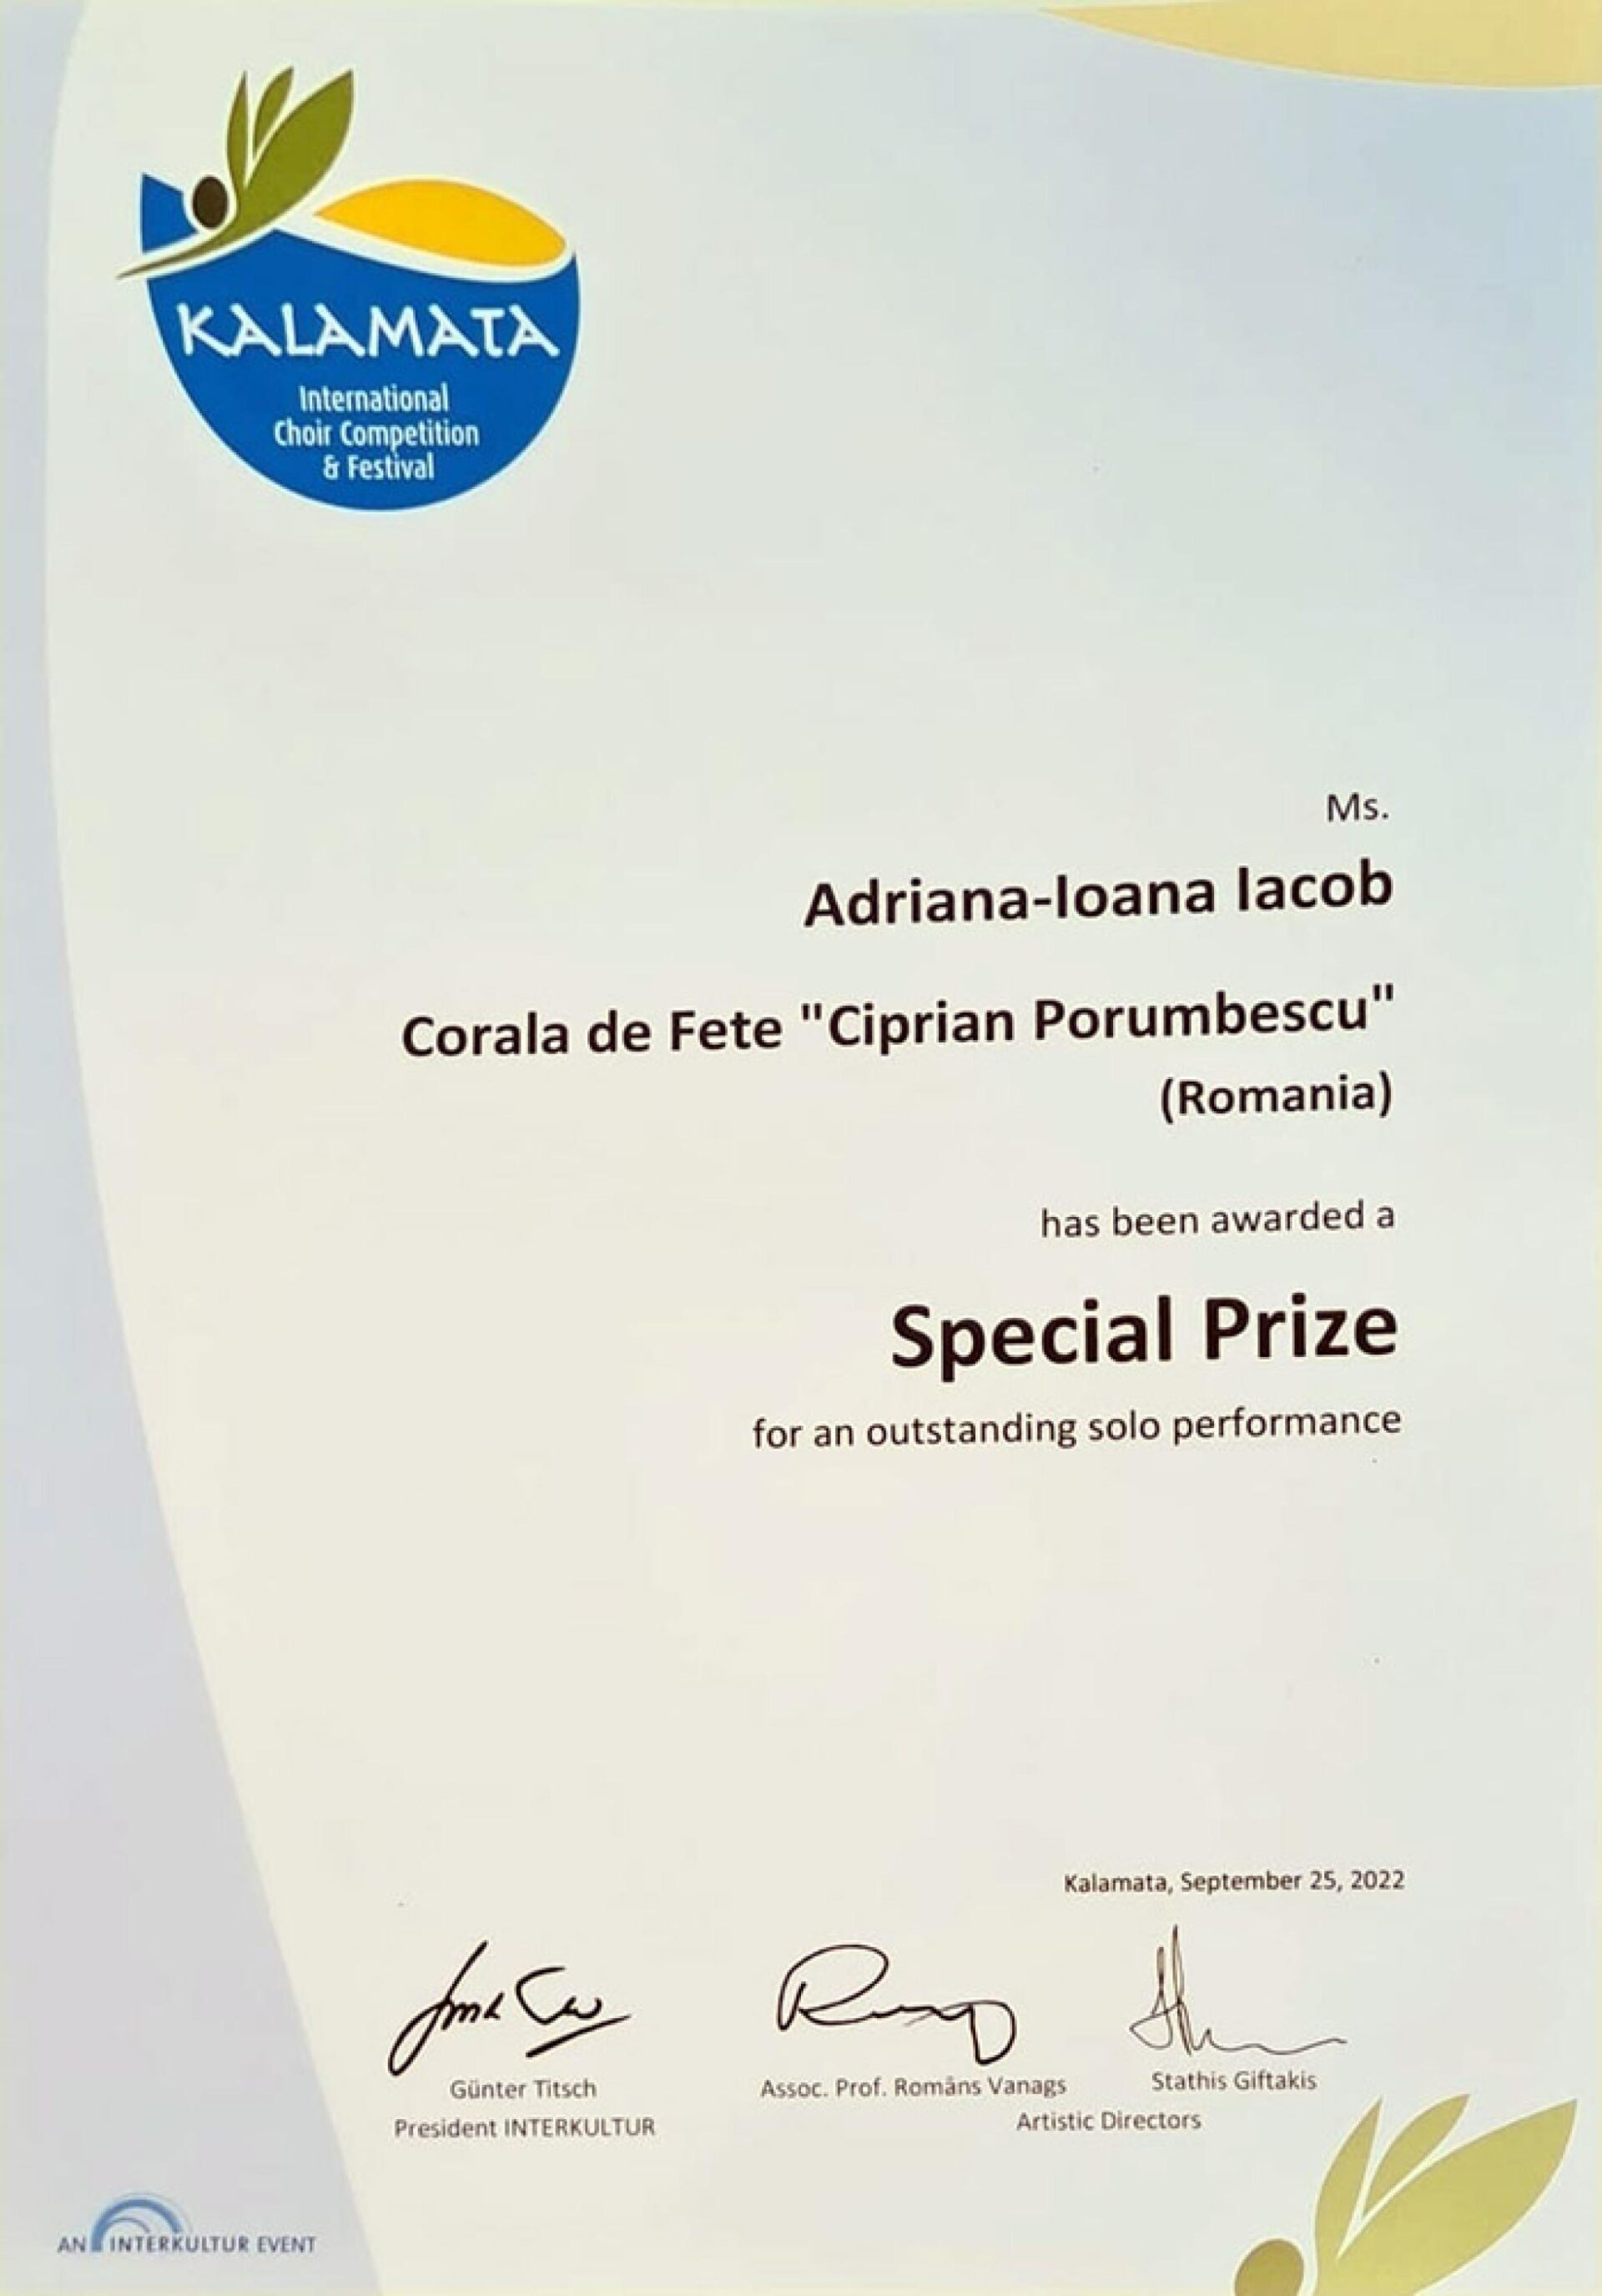 KALAMATA
International
Choir Competition
& Festival
Ms.
Adriana-Ioana Iacob
Corala de Fete "Ciprian Porumbescu"
(Romania)
has been awarded a
Special Prize
for an outstanding solo performance
Kalamata, September 25, 2022
Günter Titsch
President INTERKULTUR
Assoc. Prof. Romāns Vanags
Stathis Giftakis
Artistic Directors
AN INTERKULTUR EVENT